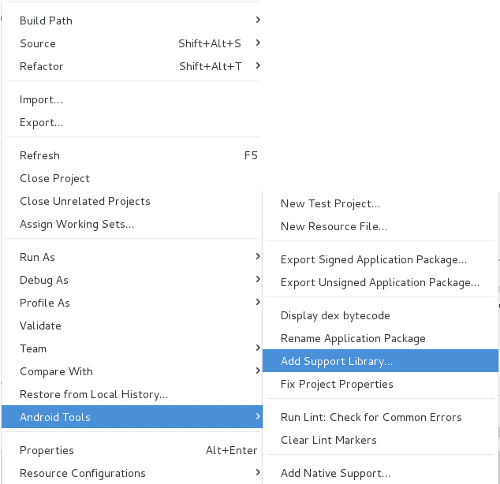 Build Path
Source Shift+Alt+S
Refactor Shift+Alt+T
Import...
Export...
Refresh F5
Close Project
Close Unrelated Projects
Assign Working Sets...
Run As
Debug As
Profile As
Validate
Team
Compare With
Restore from Local History...
Android Tools
Properties Alt+Enter
Resource Configurations
New Test Project...
New Resource File...
Export Signed Application Package...
Export Unsigned Application Package...
Display dex bytecode
Rename Application Package
Add Support Library...
Fix Project Properties
Run Lint: Check for Common Errors
Clear Lint Markers
Add Native Support...